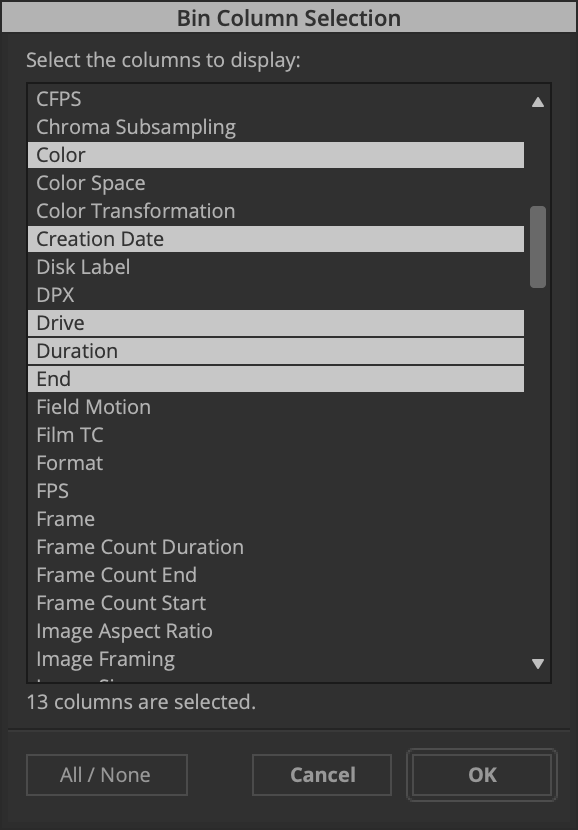 Bin Column Selection
Select the columns to display:
CFPS
Chroma Subsampling
Color
Color Space
Color Transformation
Creation Date
Disk Label
DPX
Drive
Duration
End
Field Motion
Film TC
Format
FPS
Frame
Frame Count Duration
Frame Count End
Frame Count Start
Image Aspect Ratio
Image Framing
13 columns are selected.
All / None
Cancel
OK